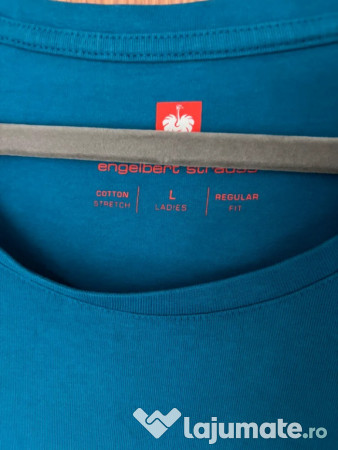 engelbert strauss
COTTON L REGULAR
STRETCH LADIES FIT
lajumate.ro